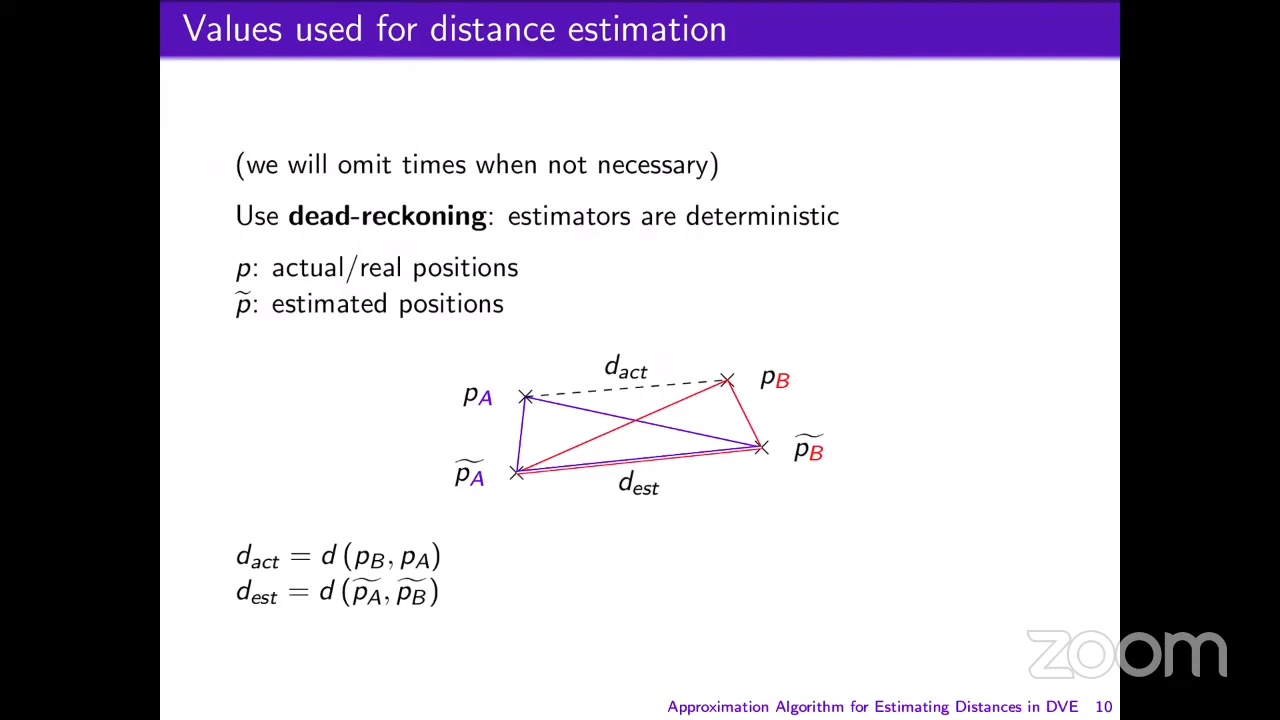 Values used for distance estimation
(we will omit times when not necessary)
Use dead-reckoning: estimators are deterministic
p: actual/real positions
p̃: estimated positions
d_act
p_A
p_B
p̃_A
p̃_B
d_est
d_act = d (p_B, p_A)
d_est = d (p̃_A, p̃_B)
zoom
Approximation Algorithm for Estimating Distances in DVE 10